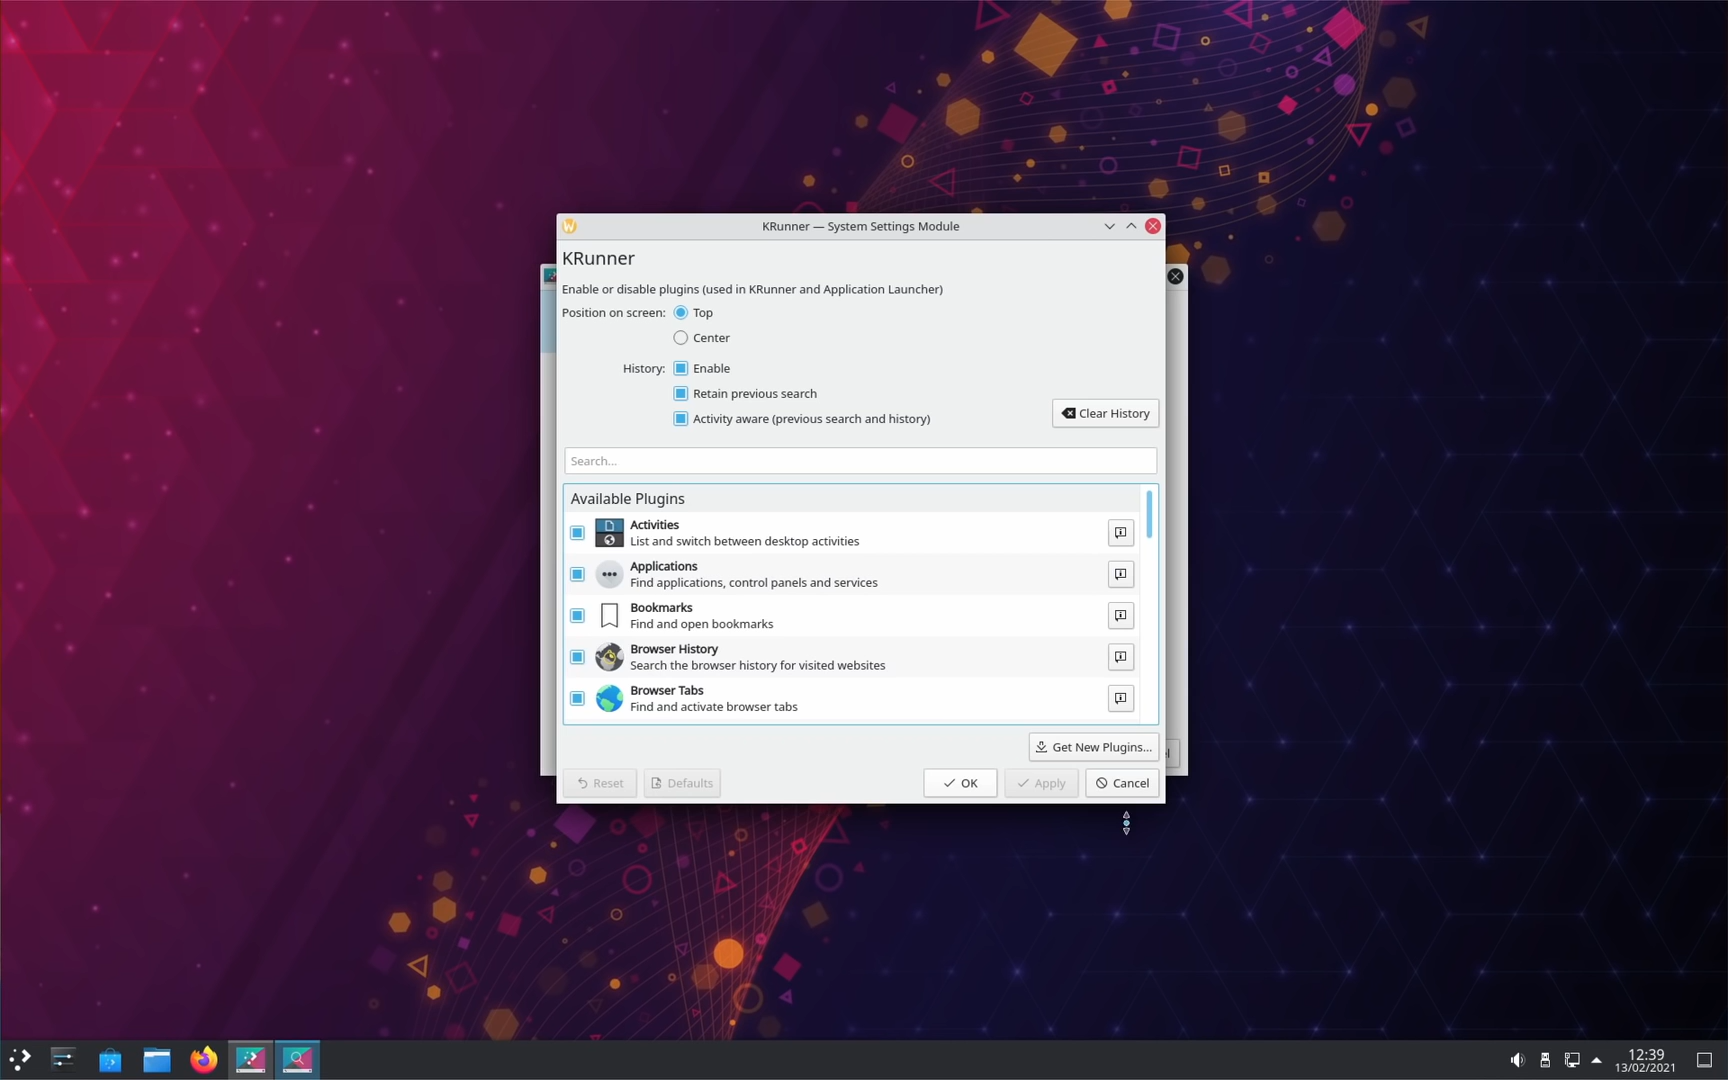 KRunner — System Settings Module
KRunner
Enable or disable plugins (used in KRunner and Application Launcher)
Position on screen: Top
Center
History: Enable
Retain previous search
Activity aware (previous search and history)
Clear History
Search...
Available Plugins
Activities
List and switch between desktop activities
Applications
Find applications, control panels and services
Bookmarks
Find and open bookmarks
Browser History
Search the browser history for visited websites
Browser Tabs
Find and activate browser tabs
Get New Plugins...
Reset Defaults OK Apply Cancel
12:39
13/02/2021